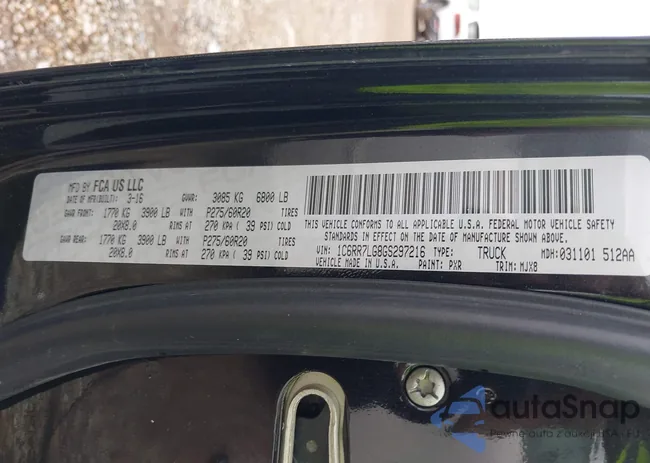 MFD BY FCA US LLC
DATE OF MFR(BUILT): 3-16 GVWR: 3085 KG 6800 LB
GAWR FRONT: 1770 KG 3900 LB WITH P275/60R20 TIRES
20X8.0 RIMS AT 270 KPA ( 39 PSI) COLD
GAWR REAR: 1770 KG 3900 LB WITH P275/60R20 TIRES
20X8.0 RIMS AT 270 KPA ( 39 PSI) COLD
THIS VEHICLE CONFORMS TO ALL APPLICABLE U.S.A. FEDERAL MOTOR VEHICLE SAFETY
STANDARDS IN EFFECT ON THE DATE OF MANUFACTURE SHOWN ABOVE.
VIN: 1C6RR7LG8GS297216 TYPE: TRUCK MDH: 031101 512AA
VEHICLE MADE IN U.S.A. PAINT: PXR TRIM: MJX8
autaSnap